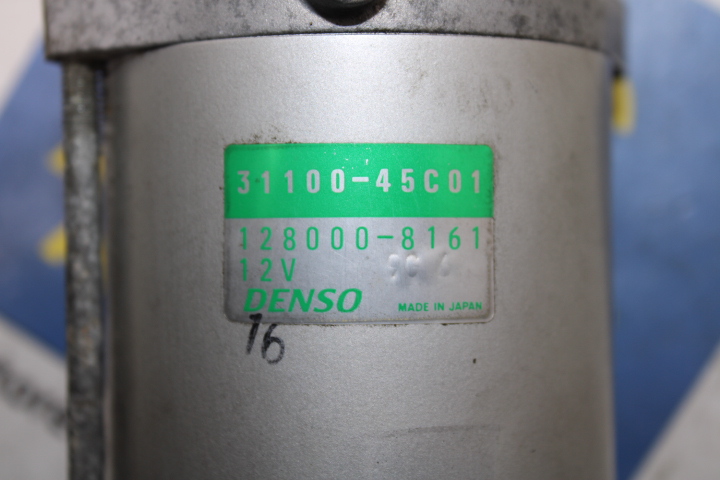 31100-45C01
128000-8161
12V
DENSO MADE IN JAPAN
16